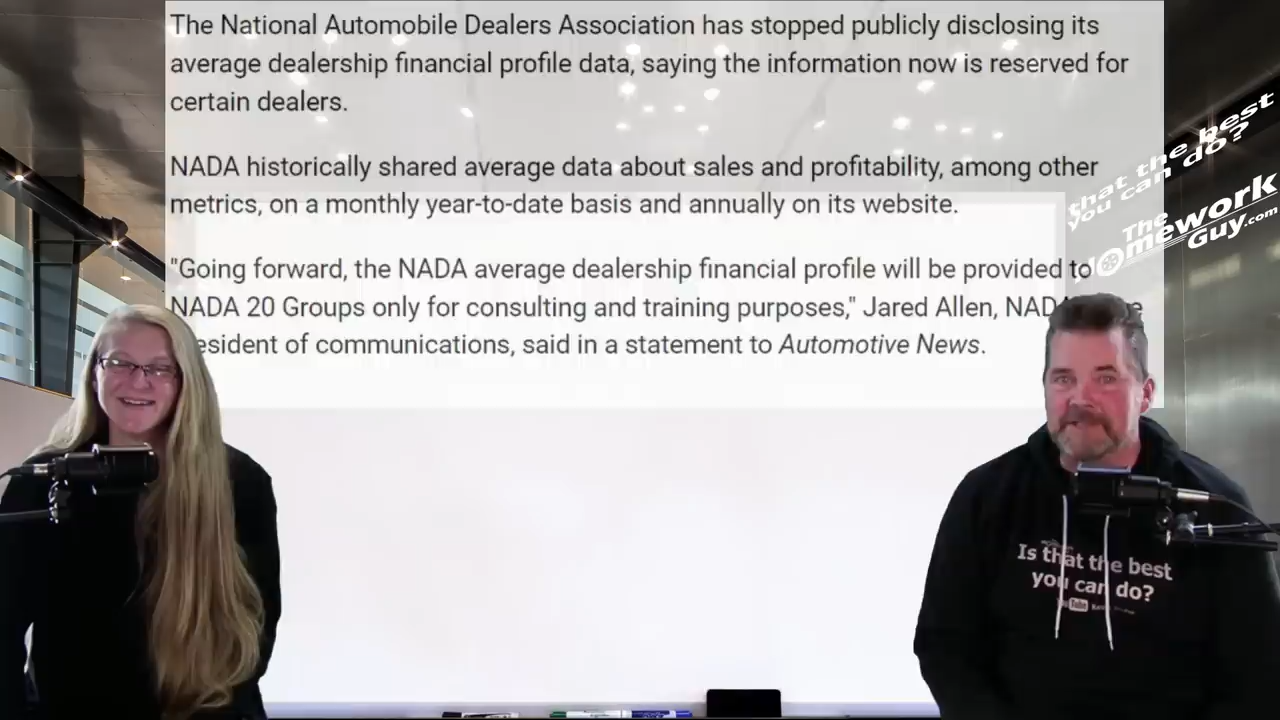 The National Automobile Dealers Association has stopped publicly disclosing its
average dealership financial profile data, saying the information now is reserved for
certain dealers.
NADA historically shared average data about sales and profitability, among other
metrics, on a monthly year-to-date basis and annually on its website.
"Going forward, the NADA average dealership financial profile will be provided to
NADA 20 Groups only for consulting and training purposes," Jared Allen,
of communications, said in a statement to Automotive News.
that the best
you can do?
The
Homework
Guy.com
Is that the best
you can do?